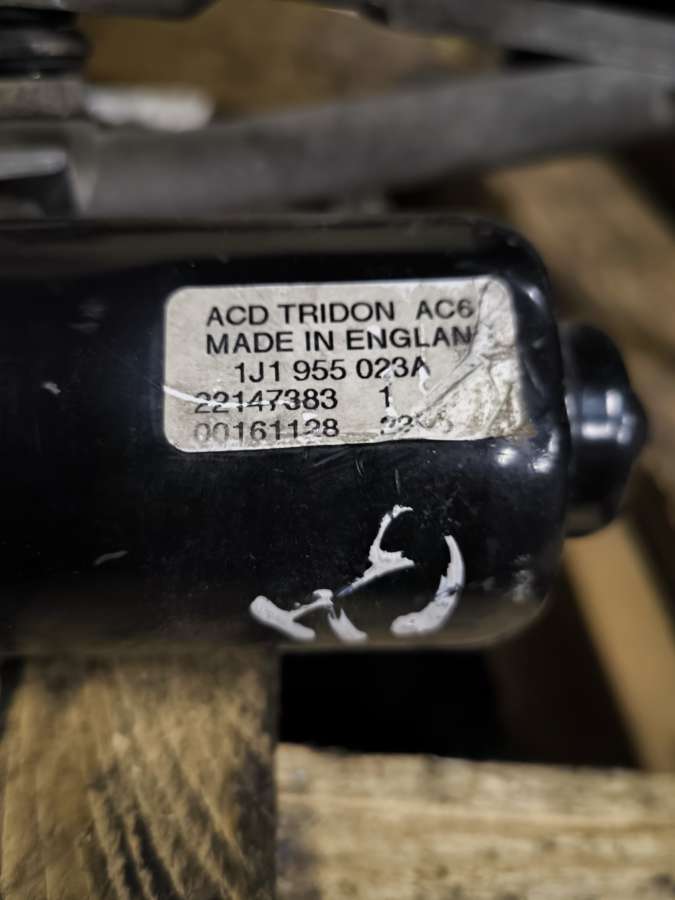 ACD TRIDON AC6
MADE IN ENGLAN
1J1 955 023A
22147383 1
00161128